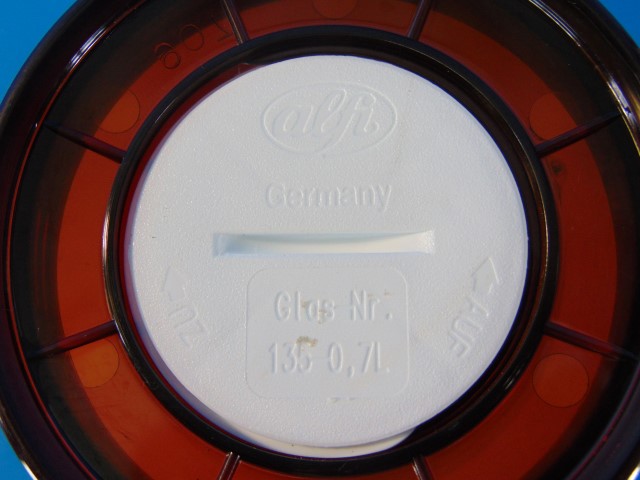 alfi
Germany
Glas Nr.
135 0,7L
ZU
AUF